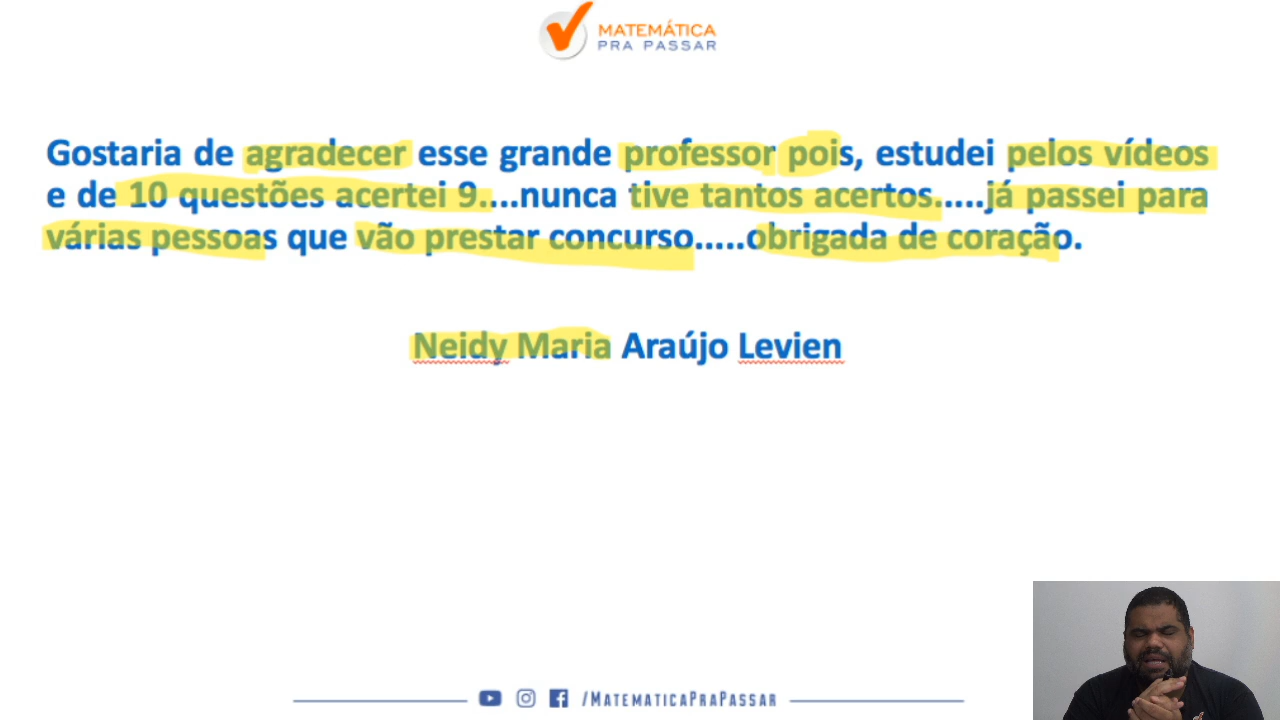 MATEMÁTICA
PRA PASSAR
Gostaria de agradecer esse grande professor pois, estudei pelos vídeos
e de 10 questões acertei 9....nunca tive tantos acertos.....já passei para
várias pessoas que vão prestar concurso.....obrigada de coração.
Neidy Maria Araújo Levien
/MATEMATICAPRAPASSAR